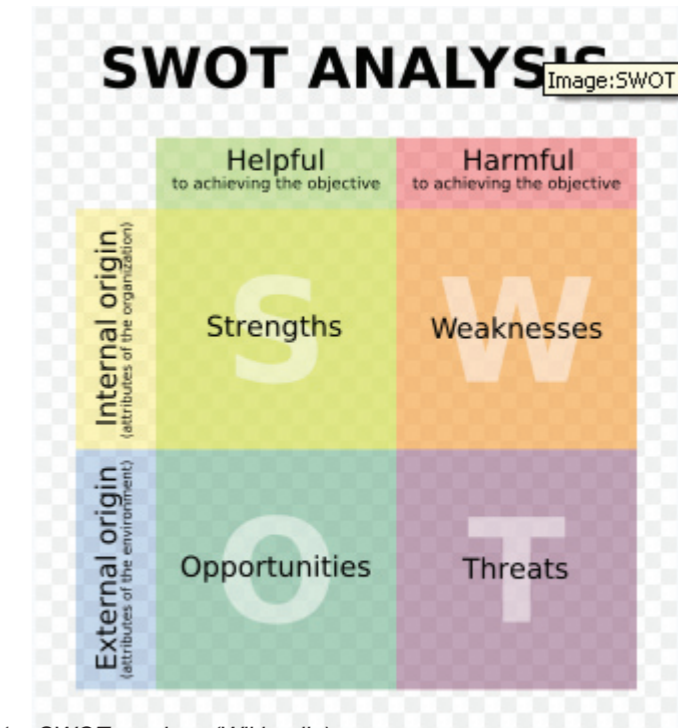 SWOT ANALYSIS
Image:SWOT
Helpful
to achieving the objective
Harmful
to achieving the objective
Internal origin
(attributes of the organization)
S
Strengths
W
Weaknesses
External origin
(attributes of the environment)
O
Opportunities
T
Threats